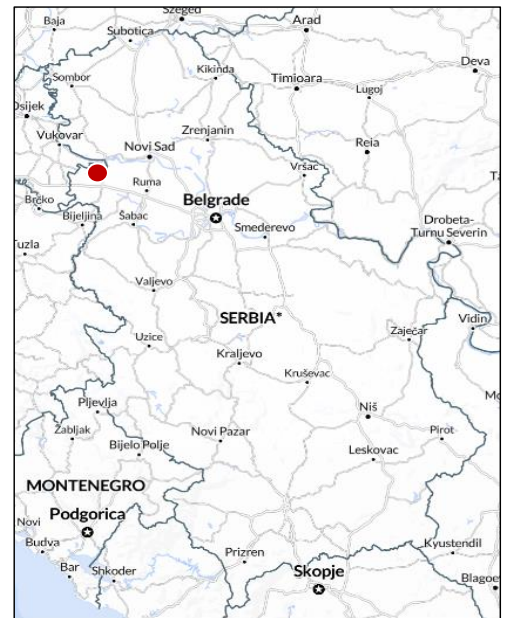 Szeged
Baja
Arad
Subotica
Sombor
Kikinda
Timioara
Deva
Lugoj
Osijek
Vukovar
Zrenjanin
Reia
Novi Sad
Vršac
Ruma
Brčko
Bijeljina
Šabac
Belgrade
Smederevo
Drobeta-
Turnu Severin
Tuzla
Valjevo
SERBIA*
Vidin
Zaječar
Uzice
Kraljevo
Kruševac
Pljevlja
Niš
Žabljak
Bijelo Polje
Novi Pazar
Pirot
Leskovac
MONTENEGRO
Podgorica
Novi
Budva
Kyustendil
Prizren
Bar
Shkoder
Skopje
Blagoe